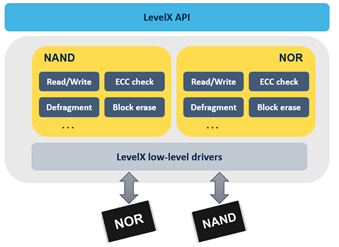 LevelX API
NAND
NOR
Read/Write
ECC check
Read/Write
ECC check
Defragment
Block erase
Defragment
Block erase
...
...
LevelX low-level drivers
NOR
NAND